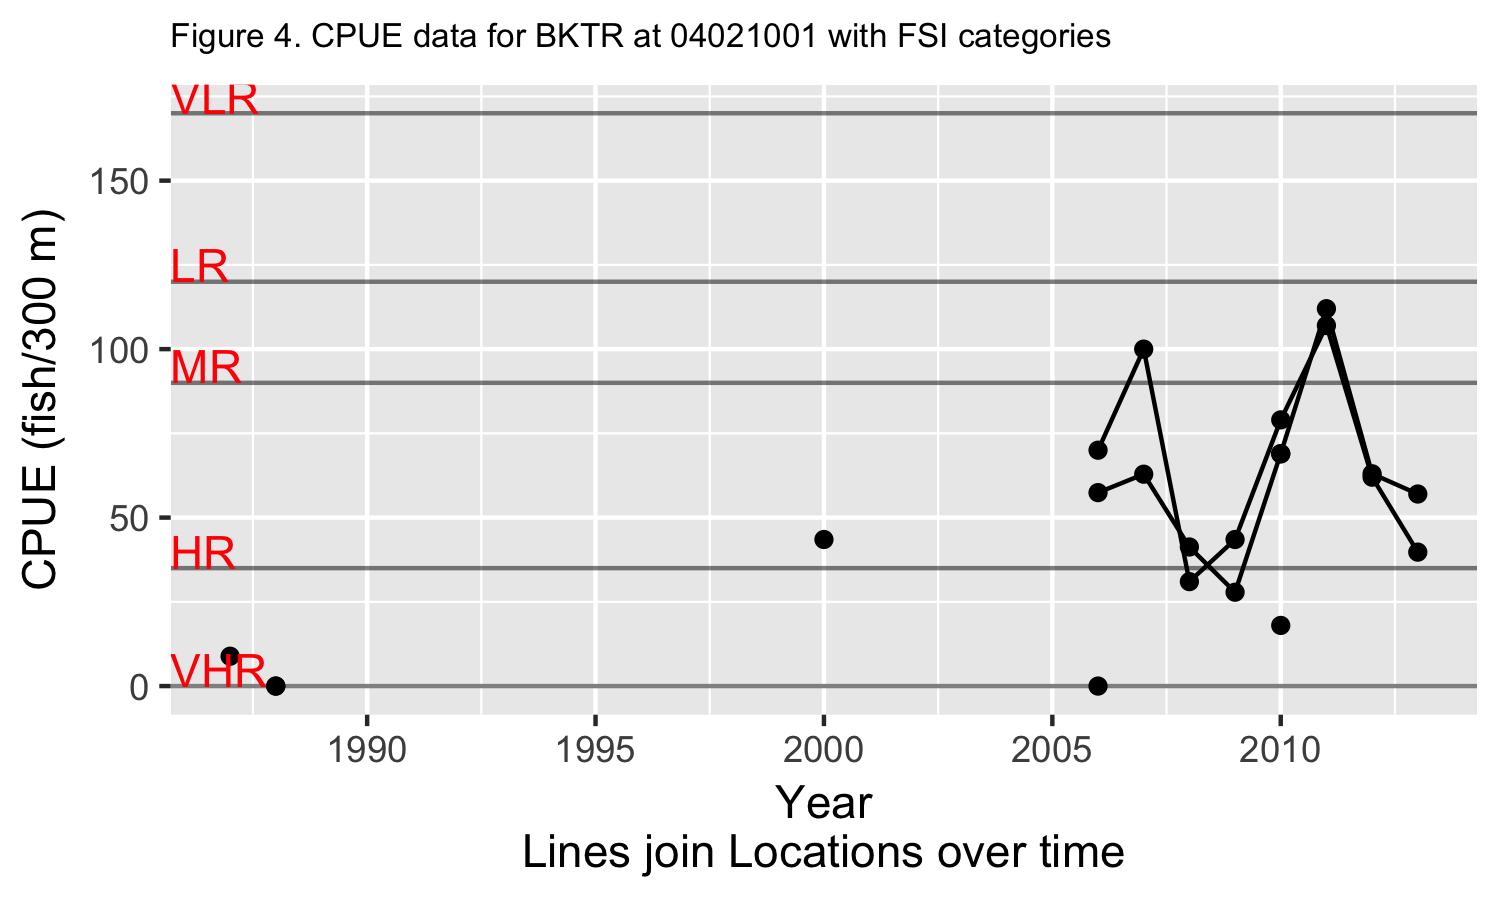 Figure 4. CPUE data for BKTR at 04021001 with FSI categories
VLR
150
LR
100
MR
50
HR
VHR
0
CPUE (fish/300 m)
1990 1995 2000 2005 2010
Year
Lines join Locations over time